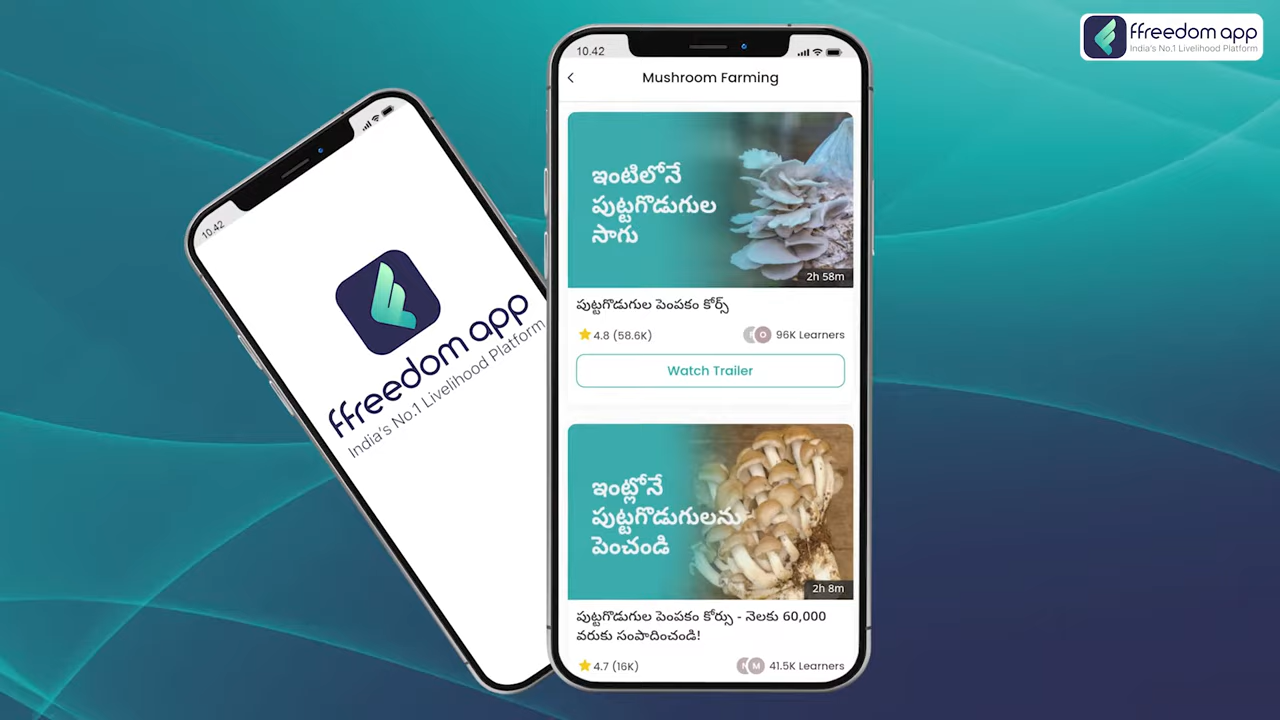 ffreedom app
India's No.1 Livelihood Platform
10.42
ffreedom app
India's No.1 Livelihood Platform
10.42
Mushroom Farming
ఇంటిలోనే
పుట్టగొడుగుల
సాగు
2h 58m
పుట్టగొడుగుల పెంపకం కోర్స్
4.8 (58.6K)
96K Learners
Watch Trailer
ఇంట్లోనే
పుట్టగొడుగులను
పెంచండి
2h 8m
పుట్టగొడుగుల పెంపకం కోర్సు - నెలకు 60,000
వరుకు సంపాదించండి!
4.7 (16K)
M
41.5K Learners